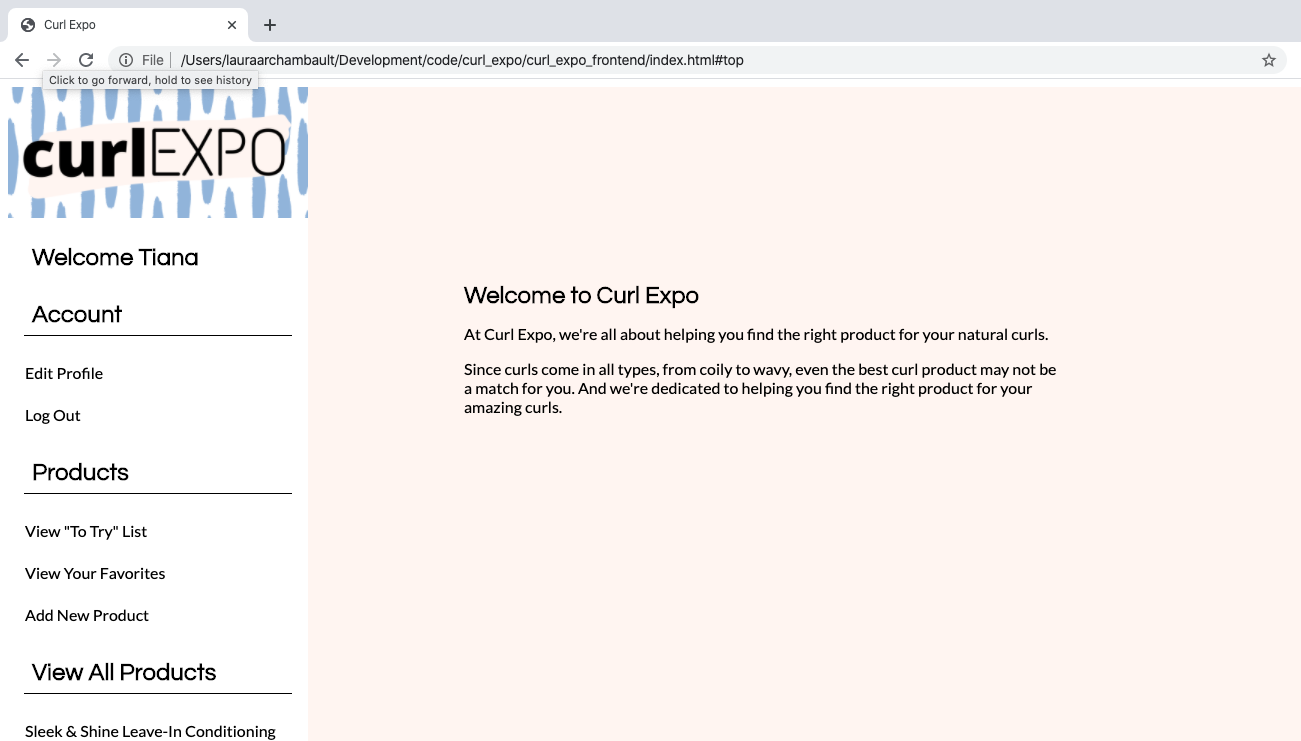 Curl Expo
File /Users/lauraarchambault/Development/code/curl_expo/curl_expo_frontend/index.html#top
Click to go forward, hold to see history
curlEXPO
Welcome Tiana
Account
Edit Profile
Log Out
Products
View "To Try" List
View Your Favorites
Add New Product
View All Products
Sleek & Shine Leave-In Conditioning
Welcome to Curl Expo
At Curl Expo, we're all about helping you find the right product for your natural curls.
Since curls come in all types, from coily to wavy, even the best curl product may not be
a match for you. And we're dedicated to helping you find the right product for your
amazing curls.